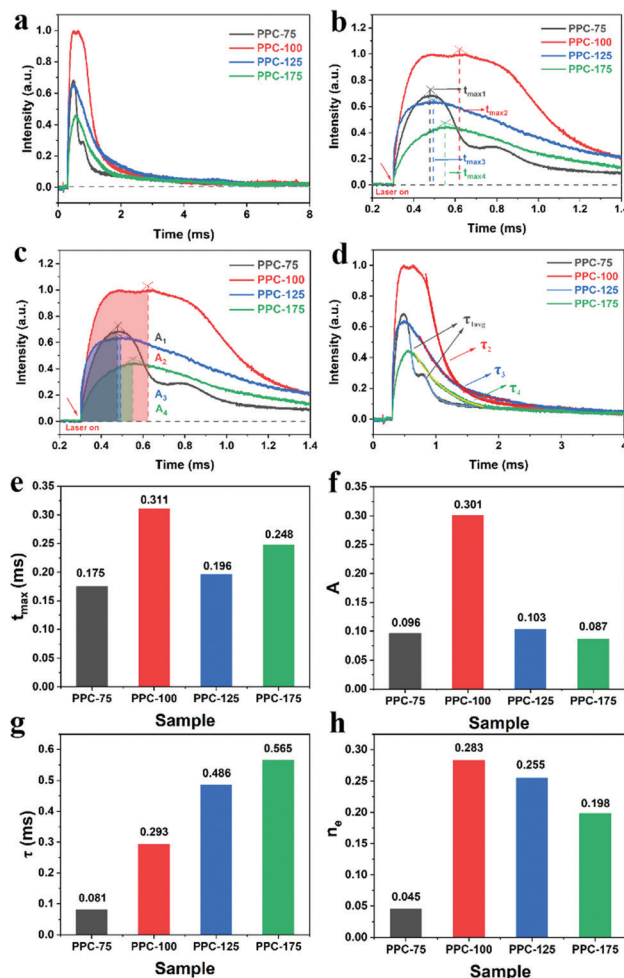 a
PPC-75
PPC-100
PPC-125
PPC-175
Intensity (a.u.)
1.0
0.8
0.6
0.4
0.2
0.0
0 2 4 6 8
Time (ms)
b
PPC-75
PPC-100
PPC-125
PPC-175
Intensity (a.u.)
1.0
0.8
0.6
0.4
0.2
0.0
tmax1
tmax2
tmax3
tmax4
Laser on
0.2 0.4 0.6 0.8 1.0 1.2 1.4
Time (ms)
c
PPC-75
PPC-100
PPC-125
PPC-175
Intensity (a.u.)
1.4
1.2
1.0
0.8
0.6
0.4
0.2
0.0
A1
A2
A3
A4
Laser on
0.2 0.4 0.6 0.8 1.0 1.2 1.4
Time (ms)
d
PPC-75
PPC-100
PPC-125
PPC-175
Intensity (a.u.)
1.0
0.8
0.6
0.4
0.2
0.0
τ1avg
τ2
τ3
τ4
0 1 2 3 4
Time (ms)
e
tmax (ms)
0.35
0.30
0.25
0.20
0.15
0.10
0.05
0.00
0.175
0.311
0.196
0.248
PPC-75 PPC-100 PPC-125 PPC-175
Sample
f
A
0.35
0.30
0.25
0.20
0.15
0.10
0.05
0.00
0.096
0.301
0.103
0.087
PPC-75 PPC-100 PPC-125 PPC-175
Sample
g
τ (ms)
0.6
0.5
0.4
0.3
0.2
0.1
0.0
0.081
0.293
0.486
0.565
PPC-75 PPC-100 PPC-125 PPC-175
Sample
h
ne
0.30
0.25
0.20
0.15
0.10
0.05
0.00
0.045
0.283
0.255
0.198
PPC-75 PPC-100 PPC-125 PPC-175
Sample